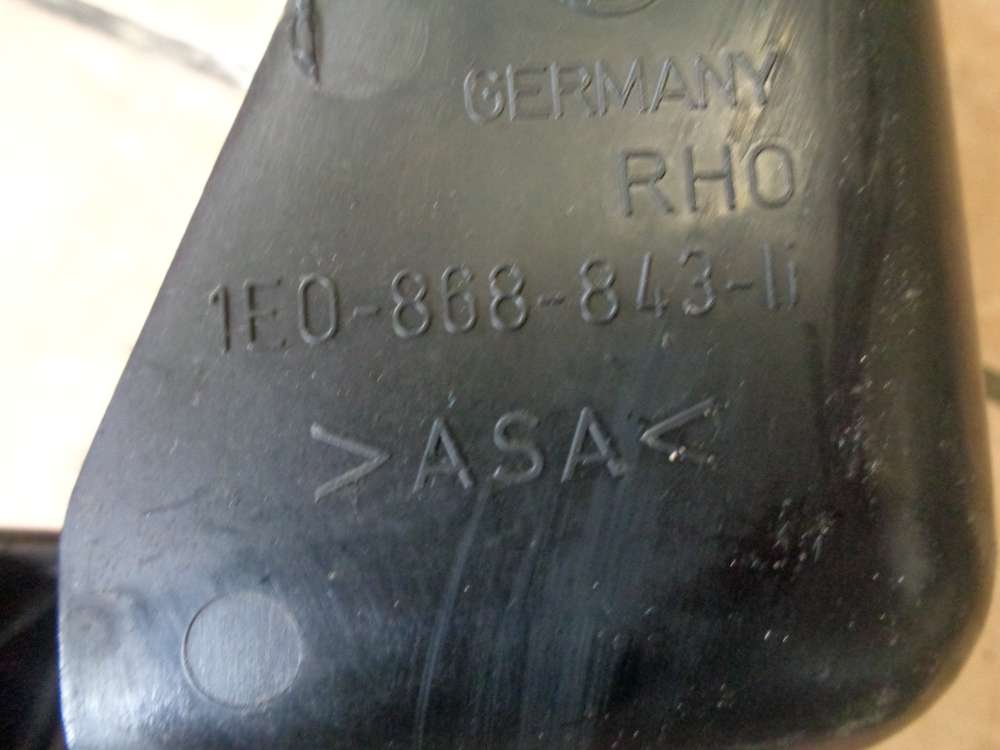 GERMANY
RHO
1E0-868-843-li
>ASA<